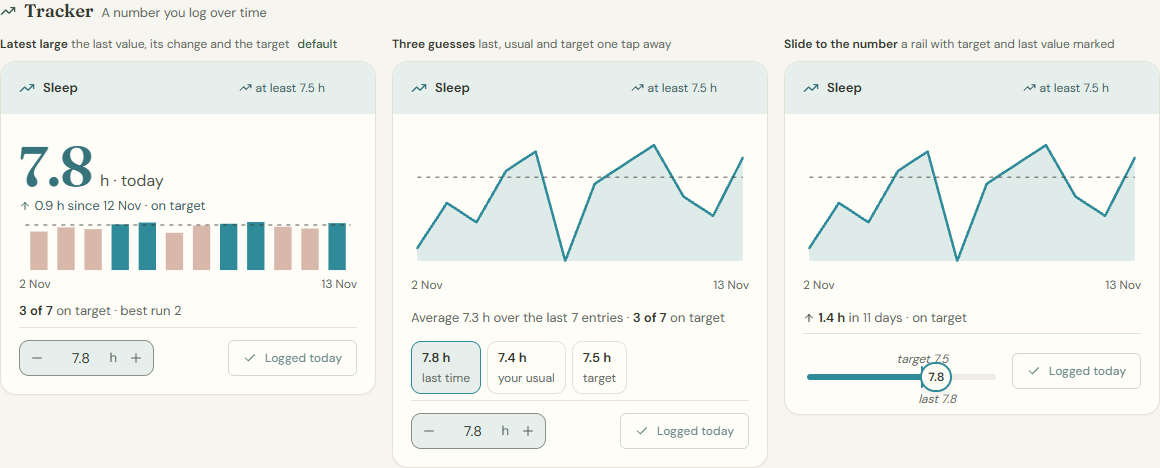 Tracker A number you log over time
Latest large the last value, its change and the target default
Sleep at least 7.5 h
7.8 h · today
↑ 0.9 h since 12 Nov · on target
2 Nov 13 Nov
3 of 7 on target · best run 2
− 7.8 h + Logged today
Three guesses last, usual and target one tap away
Sleep at least 7.5 h
2 Nov 13 Nov
Average 7.3 h over the last 7 entries · 3 of 7 on target
7.8 h 7.4 h 7.5 h
last time your usual target
− 7.8 h + Logged today
Slide to the number a rail with target and last value marked
Sleep at least 7.5 h
2 Nov 13 Nov
↑ 1.4 h in 11 days · on target
target 7.5
7.8 Logged today
last 7.8